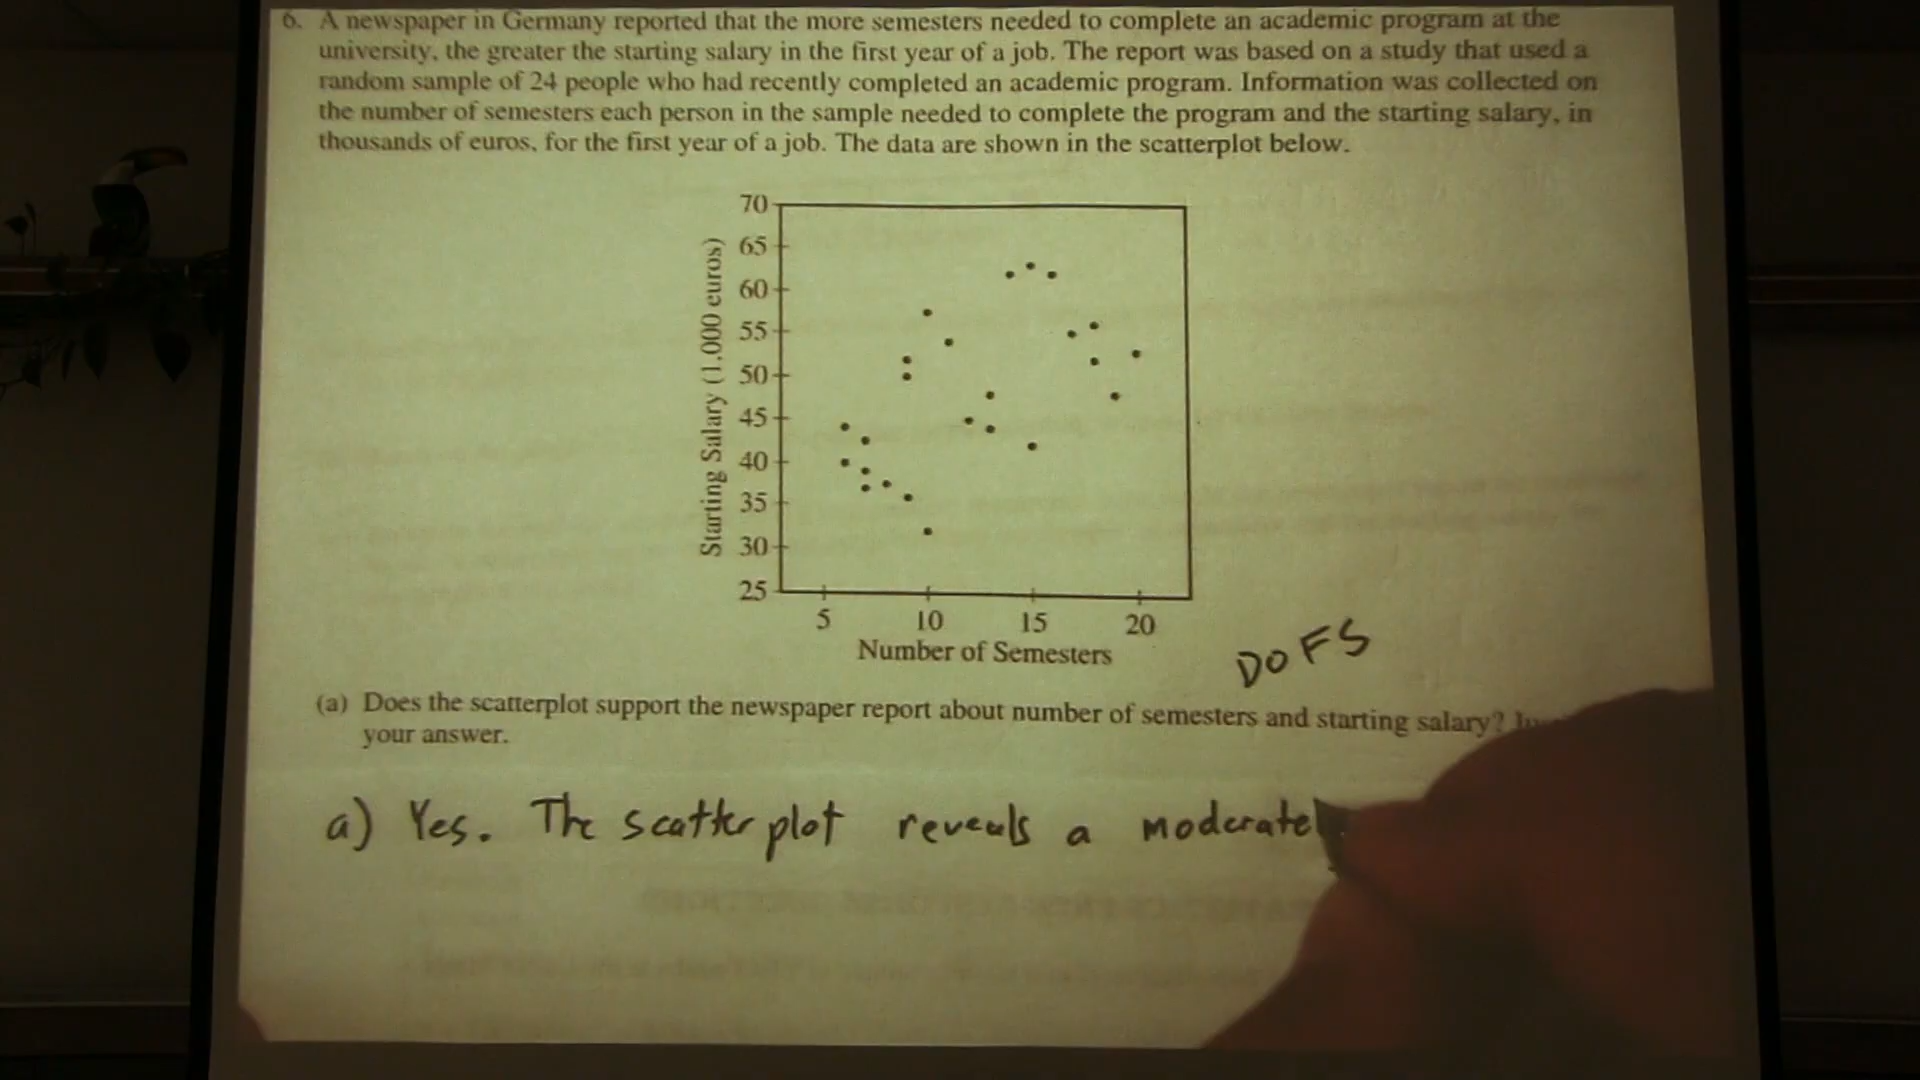 6. A newspaper in Germany reported that the more semesters needed to complete an academic program at the
university, the greater the starting salary in the first year of a job. The report was based on a study that used a
random sample of 24 people who had recently completed an academic program. Information was collected on
the number of semesters each person in the sample needed to complete the program and the starting salary, in
thousands of euros, for the first year of a job. The data are shown in the scatterplot below.
70
65
60
55
50
45
40
35
30
25
Starting Salary (1,000 euros)
5 10 15 20
Number of Semesters
DOFS
(a) Does the scatterplot support the newspaper report about number of semesters and starting salary?
your answer.
a) Yes. The scatterplot reveals a moderatel